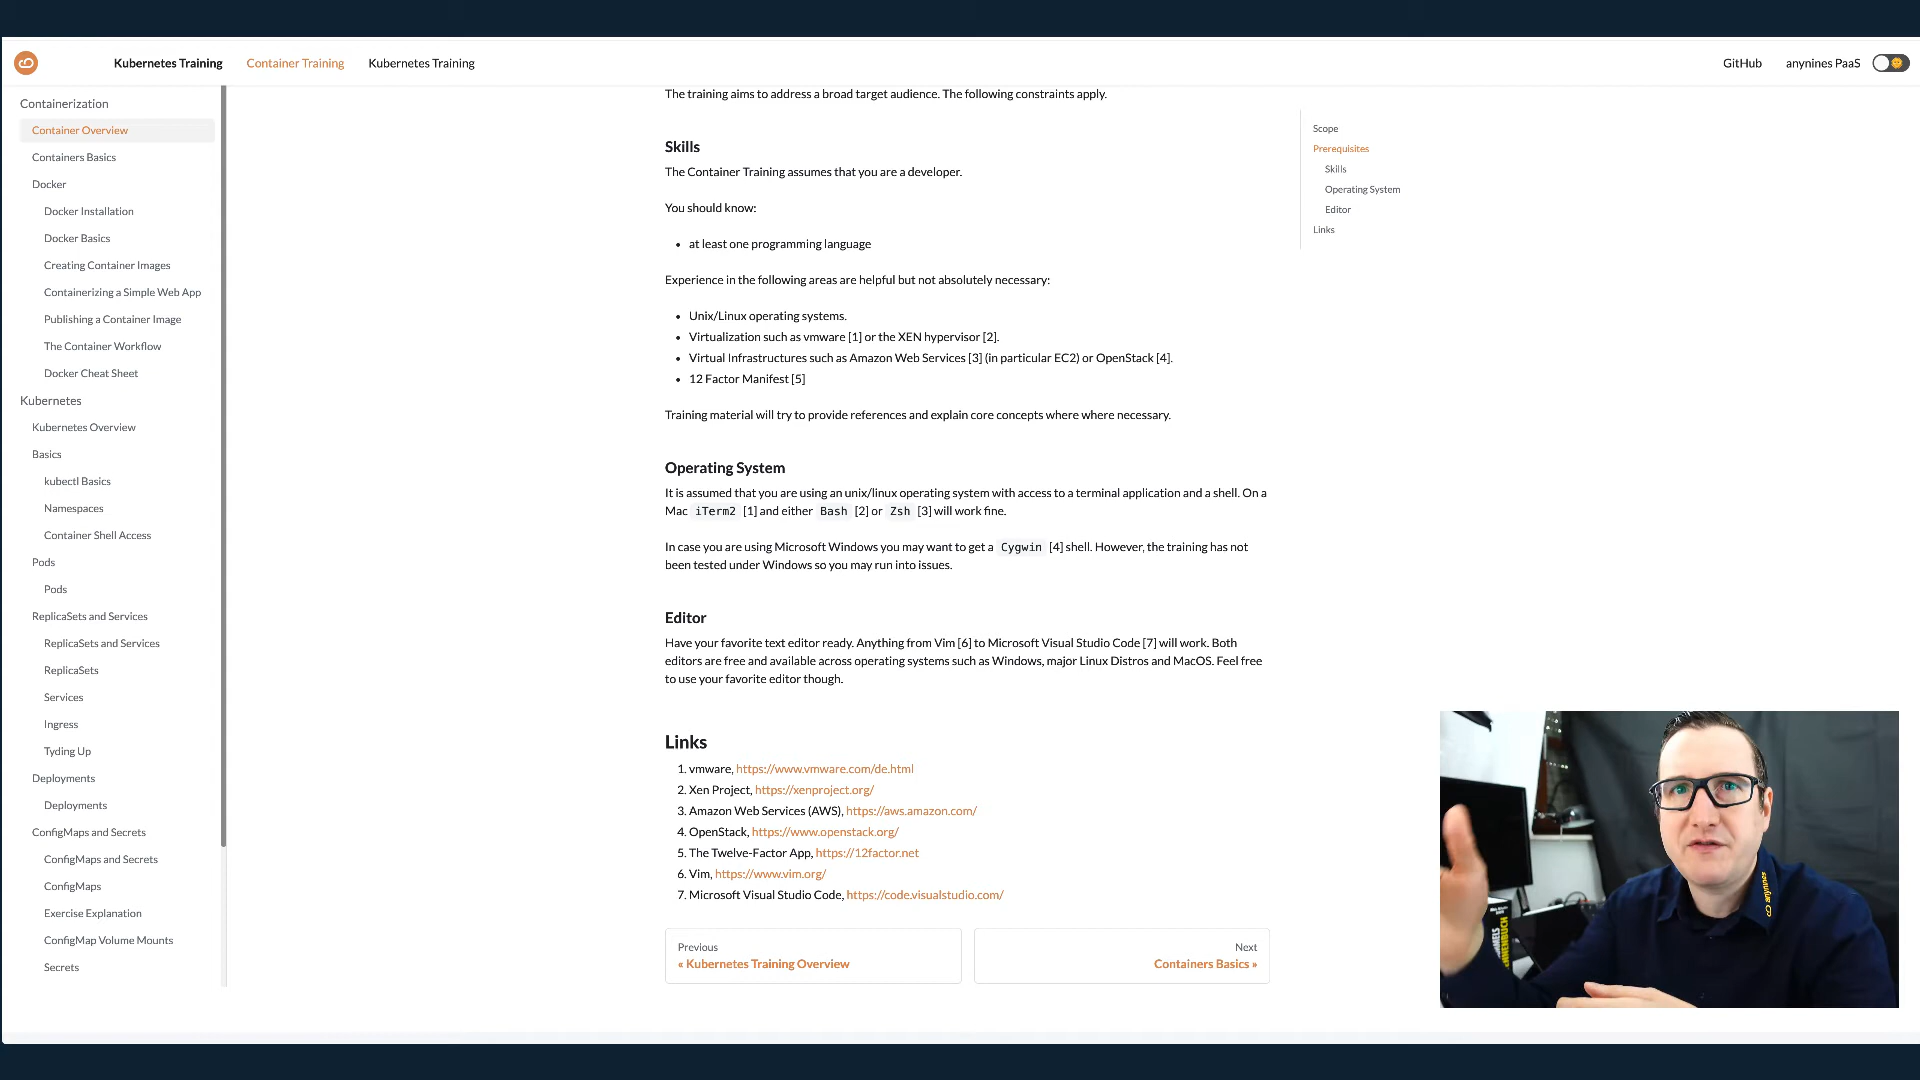 Kubernetes Training
Container Training
Kubernetes Training
GitHub
anynines PaaS
Containerization
Container Overview
Containers Basics
Docker
Docker Installation
Docker Basics
Creating Container Images
Containerizing a Simple Web App
Publishing a Container Image
The Container Workflow
Docker Cheat Sheet
Kubernetes
Kubernetes Overview
Basics
kubectl Basics
Namespaces
Container Shell Access
Pods
Pods
ReplicaSets and Services
ReplicaSets and Services
ReplicaSets
Services
Ingress
Tyding Up
Deployments
Deployments
ConfigMaps and Secrets
ConfigMaps and Secrets
ConfigMaps
Exercise Explanation
ConfigMap Volume Mounts
Secrets
The training aims to address a broad target audience. The following constraints apply.
Skills
The Container Training assumes that you are a developer.
You should know:
• at least one programming language
Experience in the following areas are helpful but not absolutely necessary:
• Unix/Linux operating systems.
• Virtualization such as vmware [1] or the XEN hypervisor [2].
• Virtual Infrastructures such as Amazon Web Services [3] (in particular EC2) or OpenStack [4].
• 12 Factor Manifest [5]
Training material will try to provide references and explain core concepts where where necessary.
Operating System
It is assumed that you are using an unix/linux operating system with access to a terminal application and a shell. On a
Mac iTerm2 [1] and either Bash [2] or Zsh [3] will work fine.
In case you are using Microsoft Windows you may want to get a Cygwin [4] shell. However, the training has not
been tested under Windows so you may run into issues.
Editor
Have your favorite text editor ready. Anything from Vim [6] to Microsoft Visual Studio Code [7] will work. Both
editors are free and available across operating systems such as Windows, major Linux Distros and MacOS. Feel free
to use your favorite editor though.
Links
1. vmware, https://www.vmware.com/de.html
2. Xen Project, https://xenproject.org/
3. Amazon Web Services (AWS), https://aws.amazon.com/
4. OpenStack, https://www.openstack.org/
5. The Twelve-Factor App, https://12factor.net
6. Vim, https://www.vim.org/
7. Microsoft Visual Studio Code, https://code.visualstudio.com/
Previous
« Kubernetes Training Overview
Next
Containers Basics »
Scope
Prerequisites
Skills
Operating System
Editor
Links
anynines